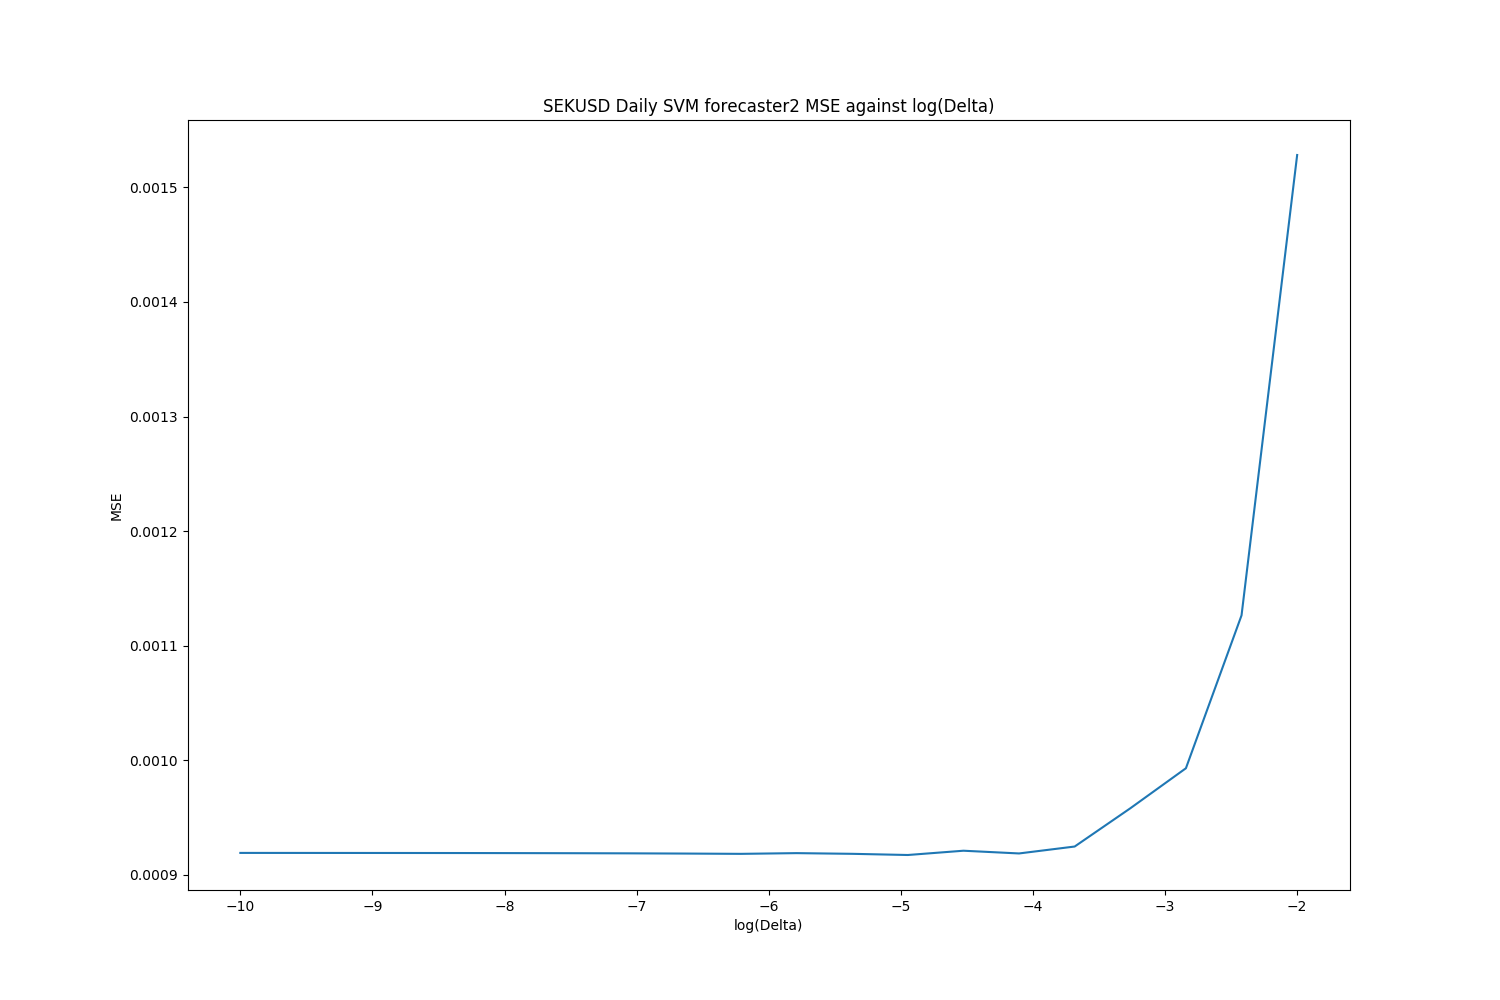 SEKUSD Daily SVM forecaster2 MSE against log(Delta)
0.0015
0.0014
0.0013
0.0012
0.0011
0.0010
0.0009
MSE
−10 −9 −8 −7 −6 −5 −4 −3 −2
log(Delta)